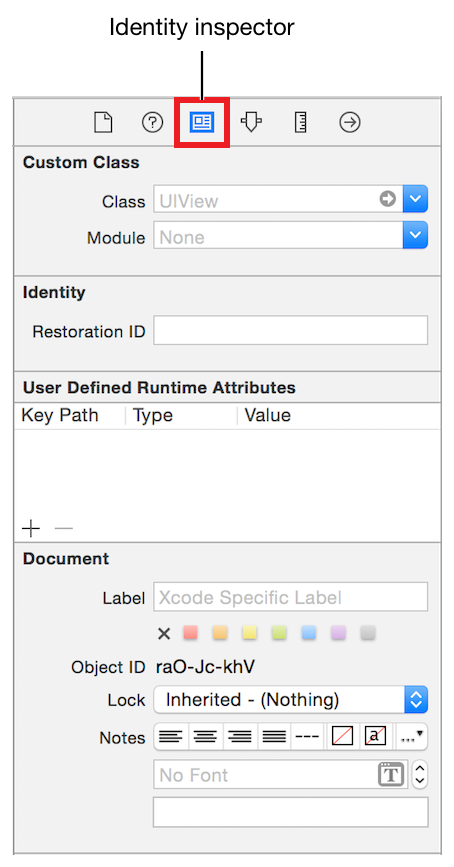 Identity inspector
Custom Class
Class UIView
Module None
Identity
Restoration ID
User Defined Runtime Attributes
Key Path Type Value
Document
Label Xcode Specific Label
Object ID raO-Jc-khV
Lock Inherited - (Nothing)
Notes
No Font